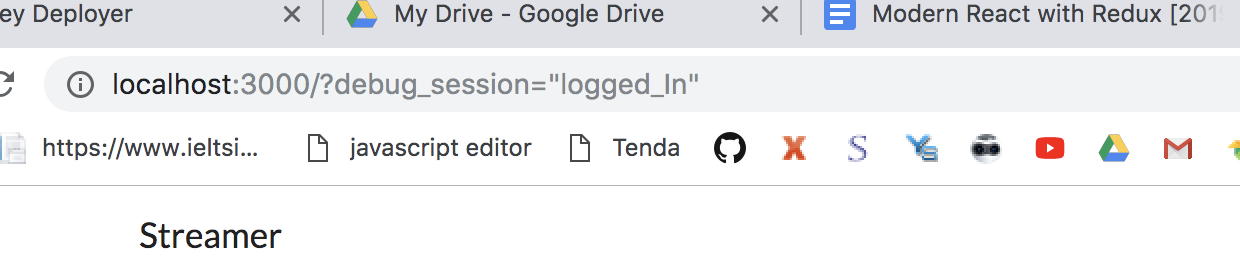 ey Deployer My Drive - Google Drive Modern React with Redux [2019
localhost:3000/?debug_session="logged_In"
https://www.ieltsi... javascript editor Tenda
Streamer